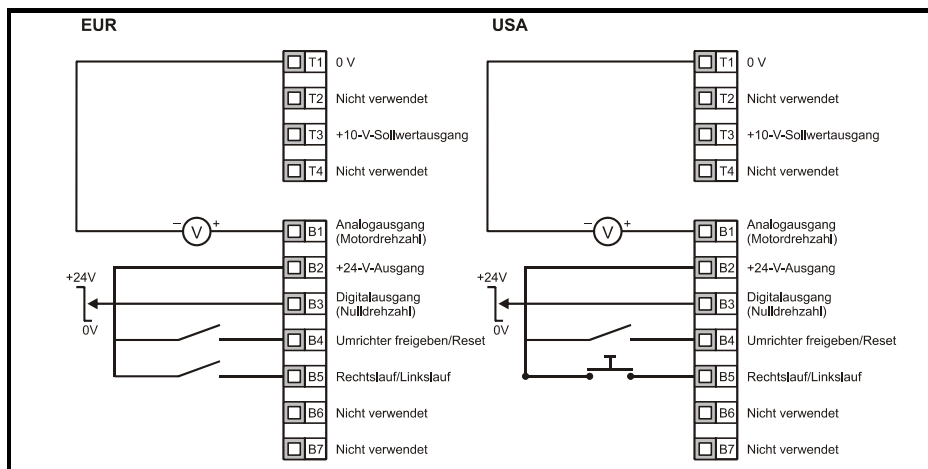 EUR
T1 0 V
T2 Nicht verwendet
T3 +10-V-Sollwertausgang
T4 Nicht verwendet
– V +
B1 Analogausgang
(Motordrehzahl)
B2 +24-V-Ausgang
+24V
0V
B3 Digitalausgang
(Nulldrehzahl)
B4 Umrichter freigeben/Reset
B5 Rechtslauf/Linkslauf
B6 Nicht verwendet
B7 Nicht verwendet
USA
T1 0 V
T2 Nicht verwendet
T3 +10-V-Sollwertausgang
T4 Nicht verwendet
– V +
B1 Analogausgang
(Motordrehzahl)
B2 +24-V-Ausgang
+24V
0V
B3 Digitalausgang
(Nulldrehzahl)
B4 Umrichter freigeben/Reset
B5 Rechtslauf/Linkslauf
B6 Nicht verwendet
B7 Nicht verwendet